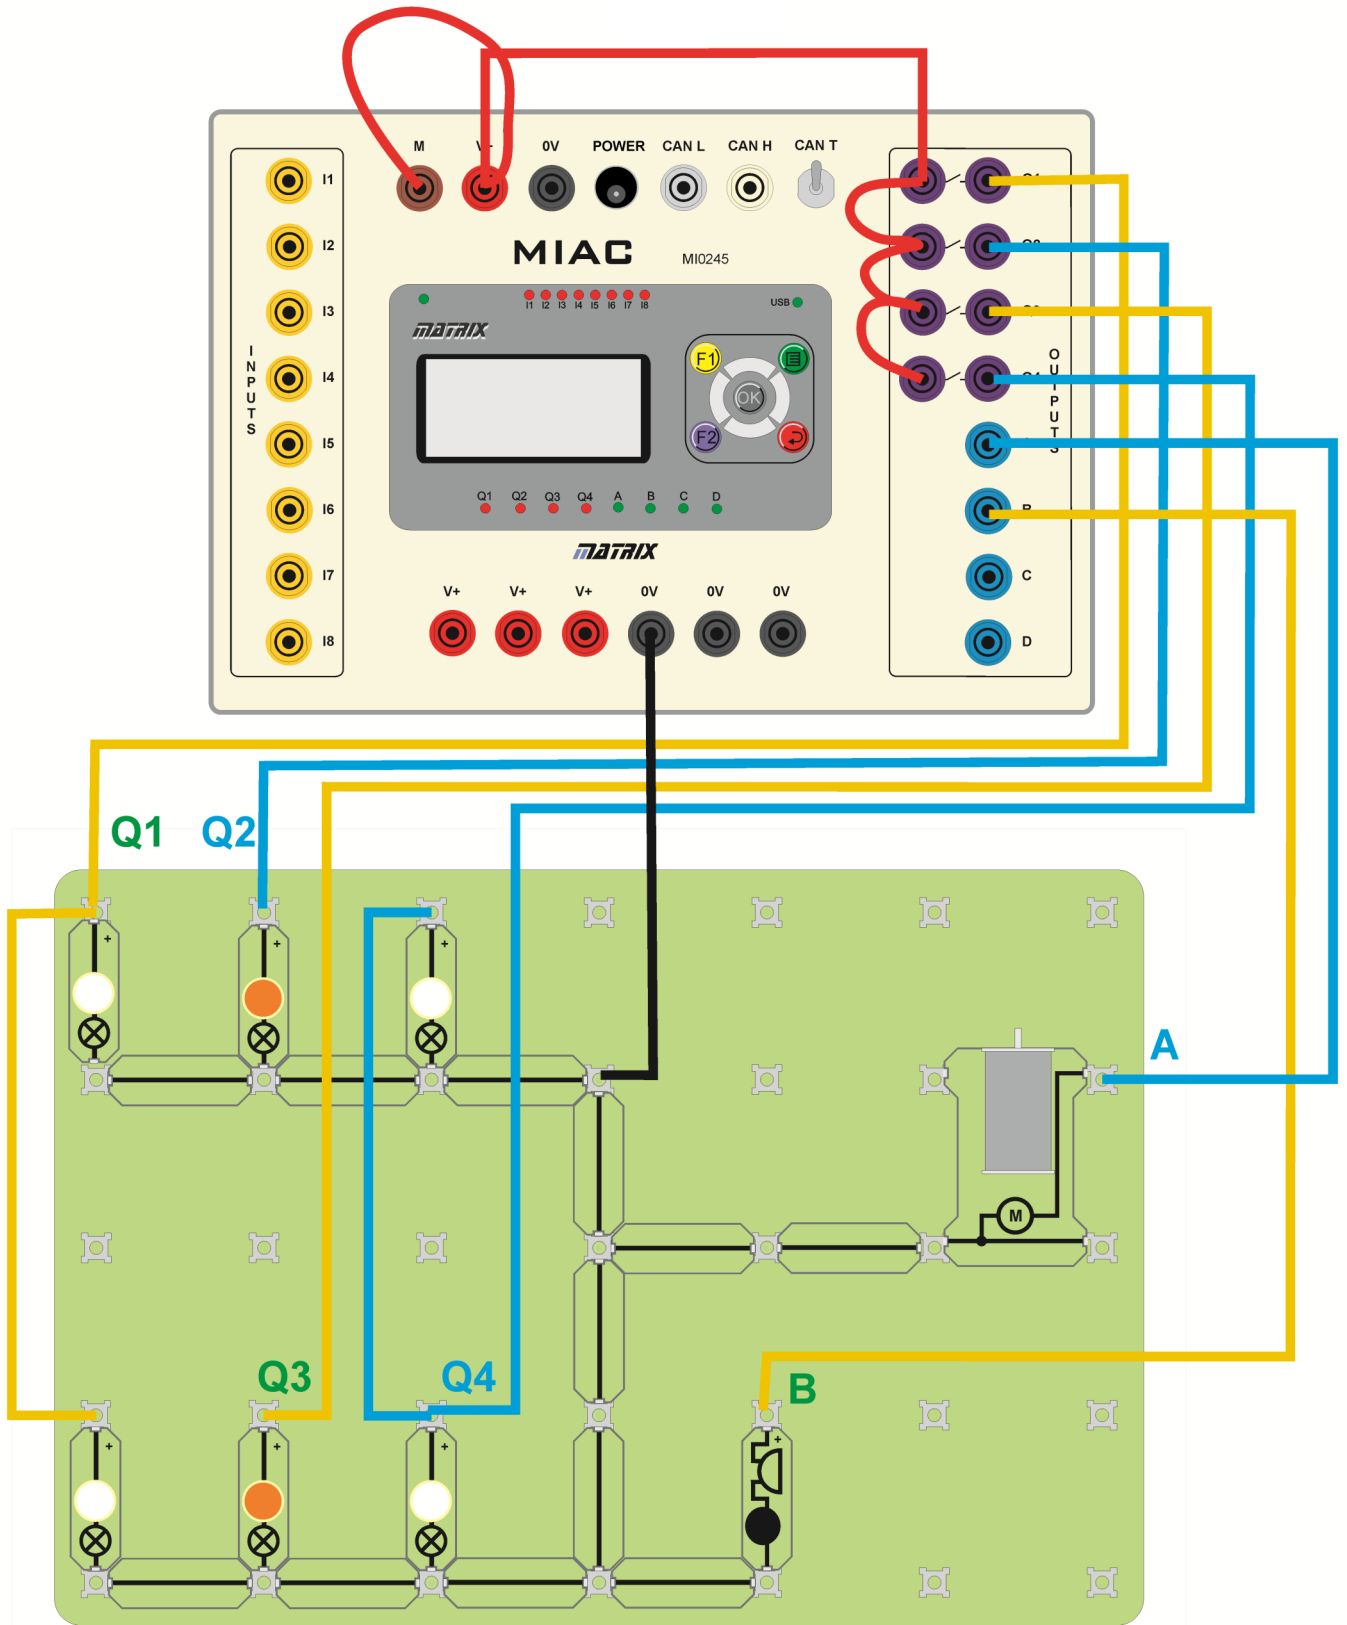 M V+ 0V POWER CAN L CAN H CAN T
I1
I2
I3
I4
I5
I6
I7
I8
INPUTS
MIAC MI0245
I1 I2 I3 I4 I5 I6 I7 I8
USB
MATRIX
F1
OK
F2
Q1 Q2 Q3 Q4 A B C D
MATRIX
V+ V+ V+ 0V 0V 0V
OUTPUTS
B
C
D
Q1 Q2
+ + +
A
M
Q3 Q4 B
+ + + +